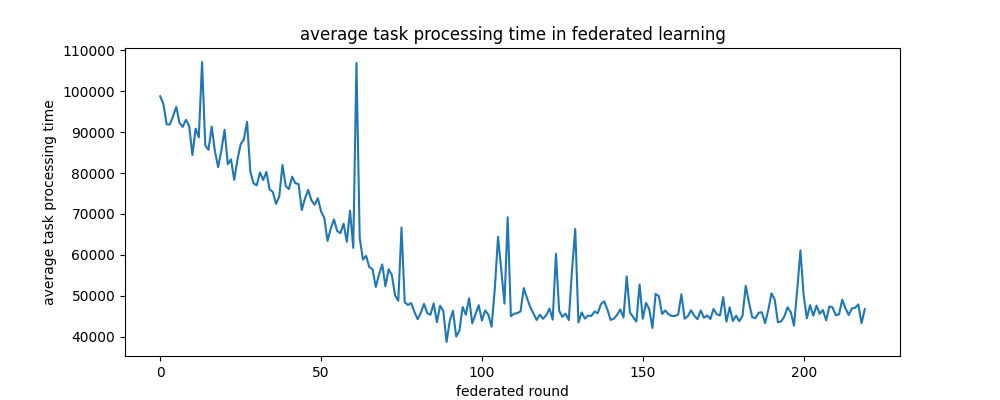 average task processing time in federated learning
average task processing time
110000
100000
90000
80000
70000
60000
50000
40000
0 50 100 150 200
federated round